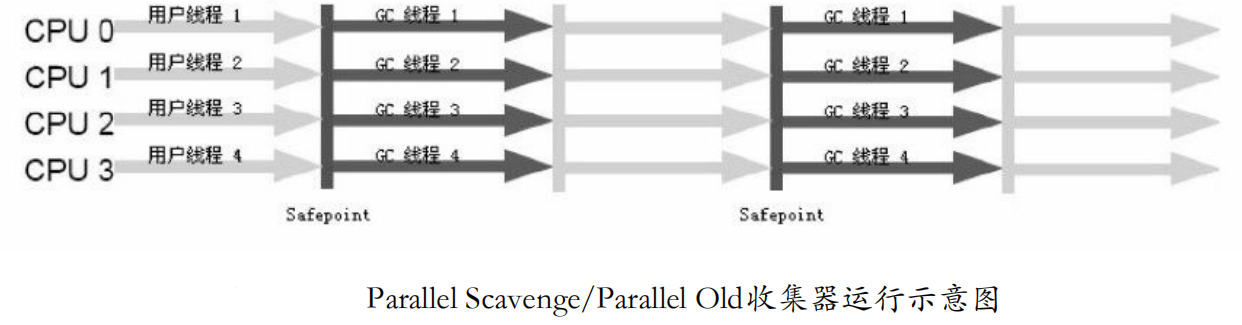 CPU 0 用户线程 1 GC 线程 1 GC 线程 1
CPU 1 用户线程 2 GC 线程 2 GC 线程 2
CPU 2 用户线程 3 GC 线程 3 GC 线程 3
CPU 3 用户线程 4 GC 线程 4 GC 线程 4
Safepoint Safepoint
Parallel Scavenge/Parallel Old收集器运行示意图